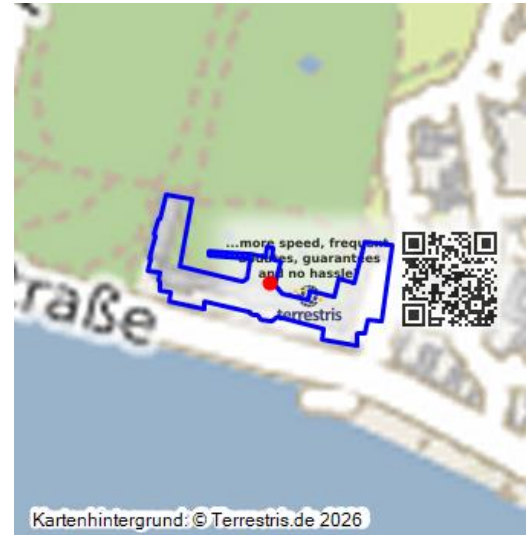 ...more speed, frequent
updates, guarantees
and no hassle
terrestris
raße
Kartenhintergrund: © Terrestris.de 2026